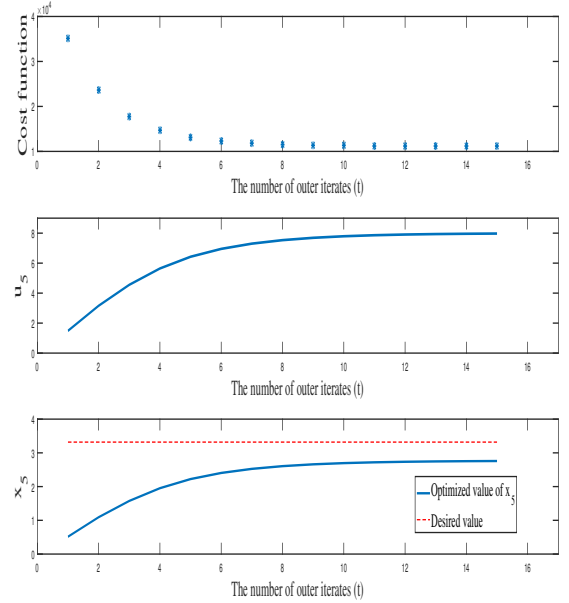 ×10⁴
4
3
2
1
Cost function
0 2 4 6 8 10 12 14 16
The number of outer iterates (t)
8
6
4
2
0
u₅
0 2 4 6 8 10 12 14 16
The number of outer iterates (t)
4
3
2
1
0
x₅
Optimized value of x₅
Desired value
0 2 4 6 8 10 12 14 16
The number of outer iterates (t)